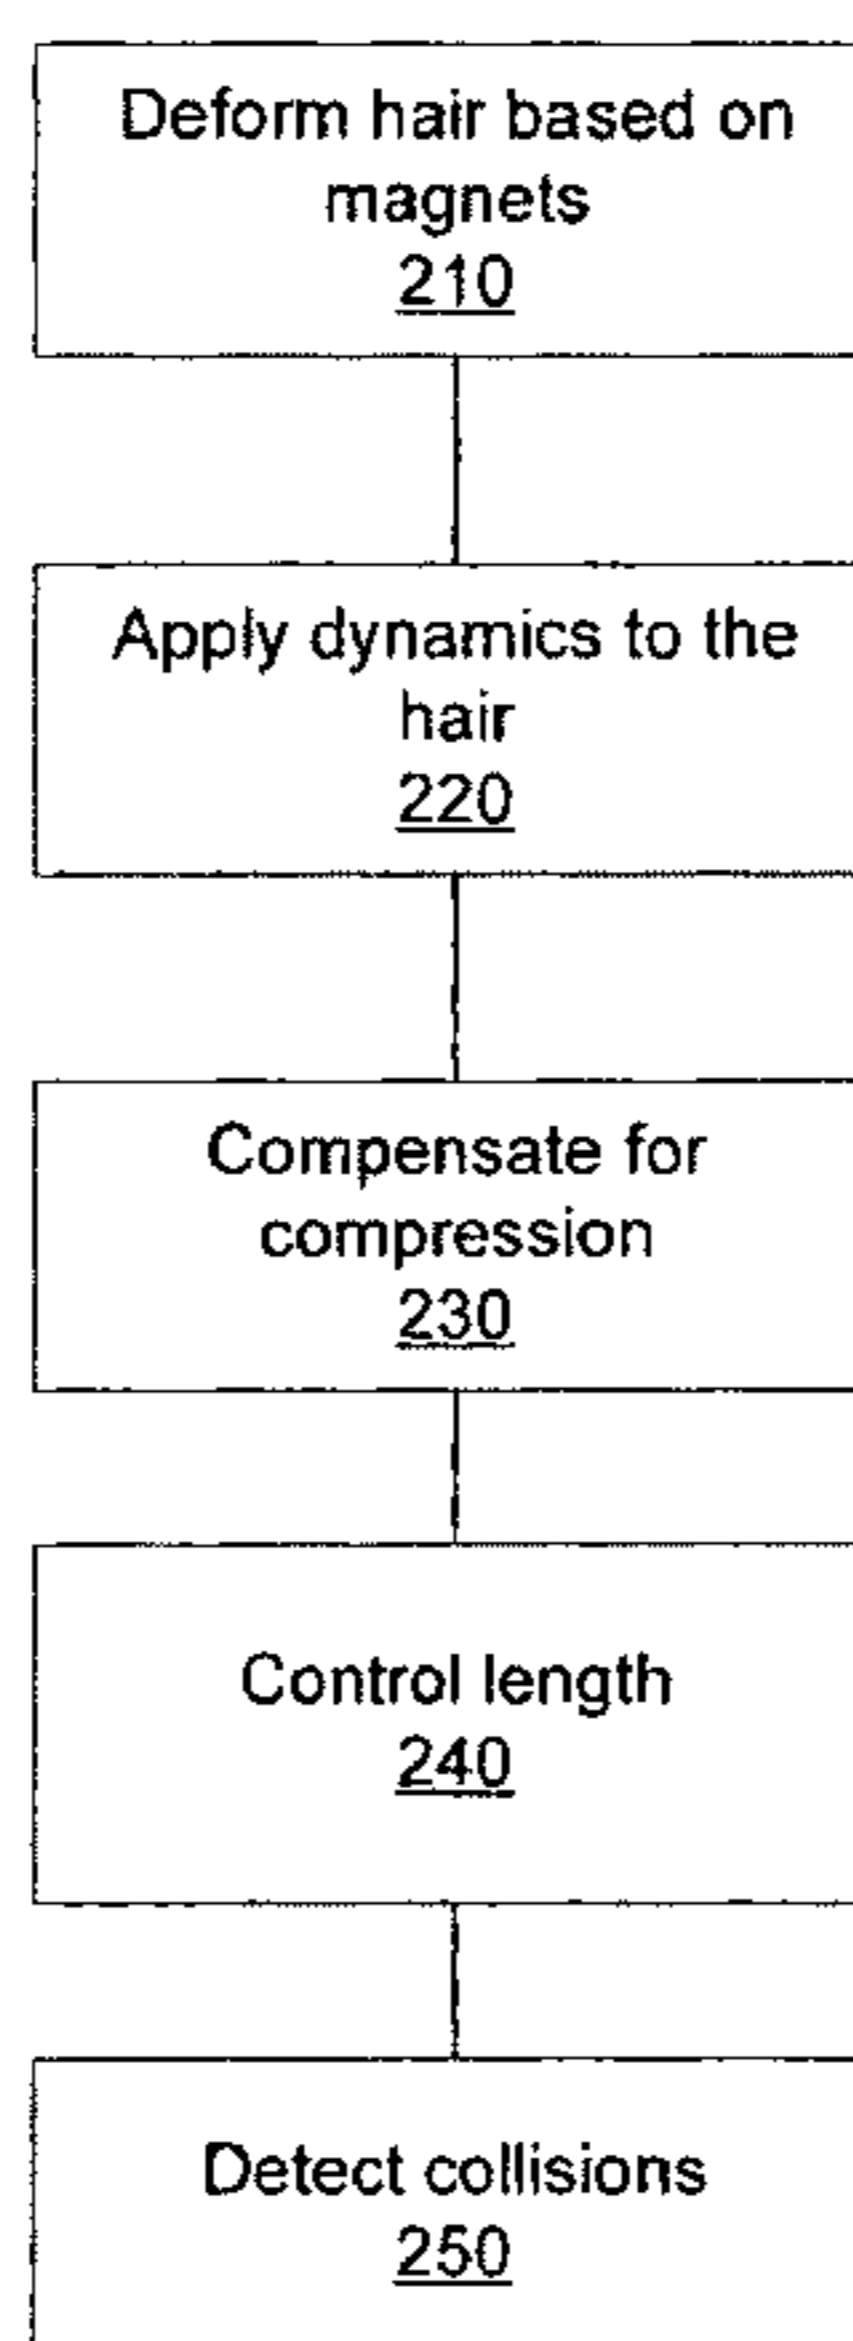 Deform hair based on
magnets
210
Apply dynamics to the
hair
220
Compensate for
compression
230
Control length
240
Detect collisions
250